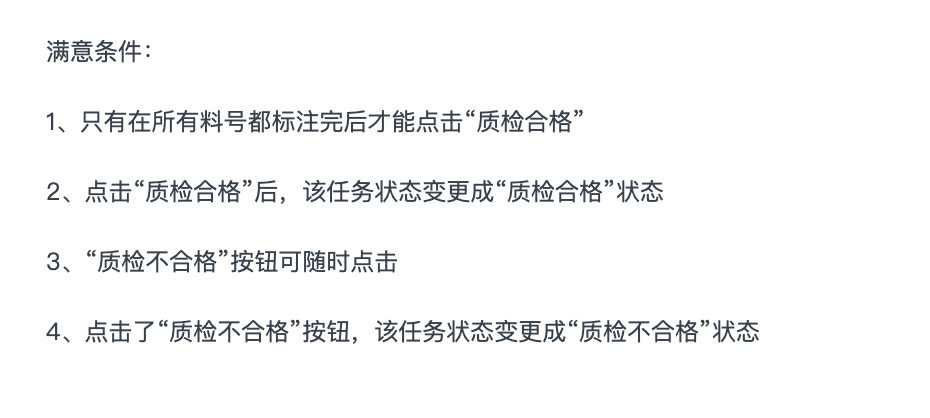 满意条件：
1、只有在所有料号都标注完后才能点击“质检合格”
2、点击“质检合格”后，该任务状态变更成“质检合格”状态
3、“质检不合格”按钮可随时点击
4、点击了“质检不合格”按钮，该任务状态变更成“质检不合格”状态